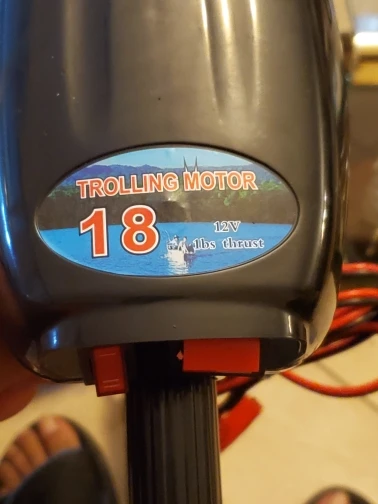 TROLLING MOTOR
18
12V
lbs thrust